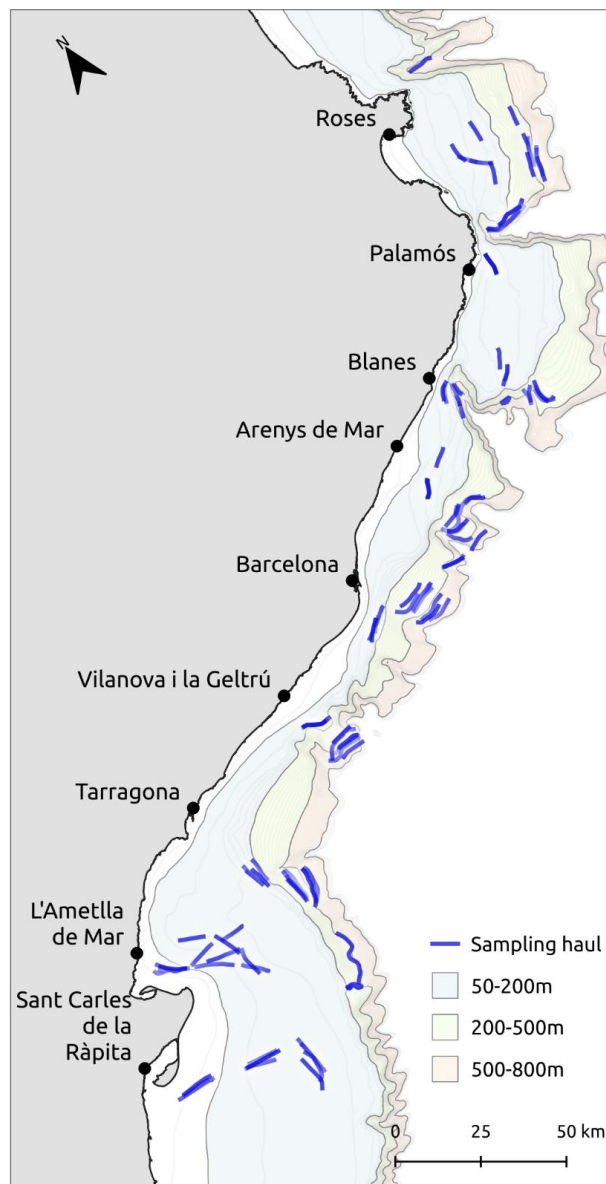 N
Roses
Palamós
Blanes
Arenys de Mar
Barcelona
Vilanova i la Geltrú
Tarragona
L'Ametlla
de Mar
Sant Carles
de la
Ràpita
Sampling haul
50-200m
200-500m
500-800m
0 25 50 km